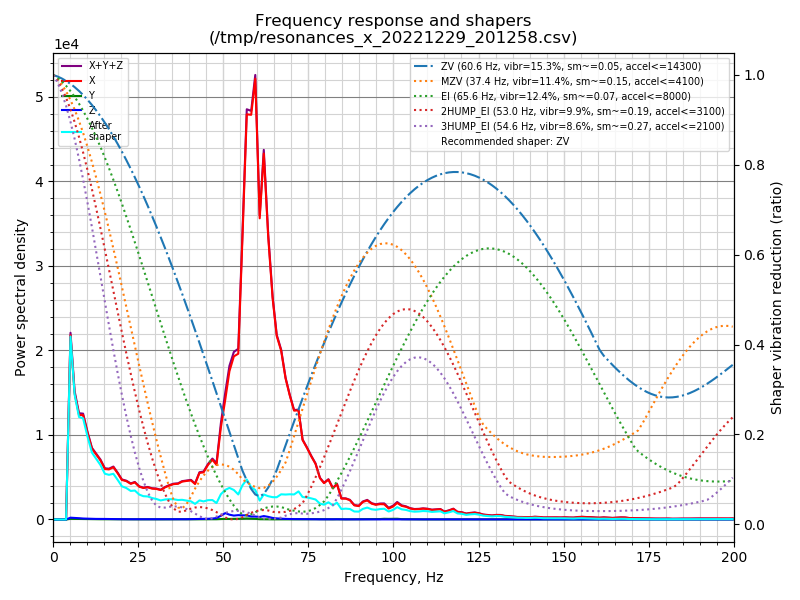 Frequency response and shapers
(/tmp/resonances_x_20221229_201258.csv)
1e4
X+Y+Z
X
Y
Z
After
shaper
ZV (60.6 Hz, vibr=15.3%, sm~=0.05, accel<=14300)
MZV (37.4 Hz, vibr=11.4%, sm~=0.15, accel<=4100)
EI (65.6 Hz, vibr=12.4%, sm~=0.07, accel<=8000)
2HUMP_EI (53.0 Hz, vibr=9.9%, sm~=0.19, accel<=3100)
3HUMP_EI (54.6 Hz, vibr=8.6%, sm~=0.27, accel<=2100)
Recommended shaper: ZV
Power spectral density
5
4
3
2
1
0
1.0
0.8
0.6
0.4
0.2
0.0
Shaper vibration reduction (ratio)
0 25 50 75 100 125 150 175 200
Frequency, Hz